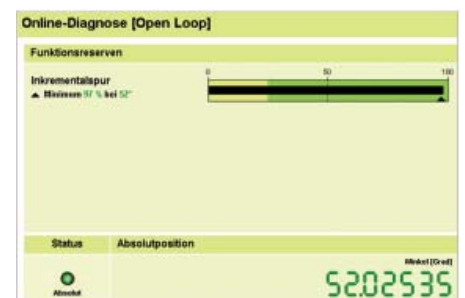 Online-Diagnose [Open Loop]
Funktionsreserven
Inkrementalspur
0 50 100
▲ Minimum 97 % bei 52°
Status Absolutposition
Winkel [Grad]
Absolut
52.02535